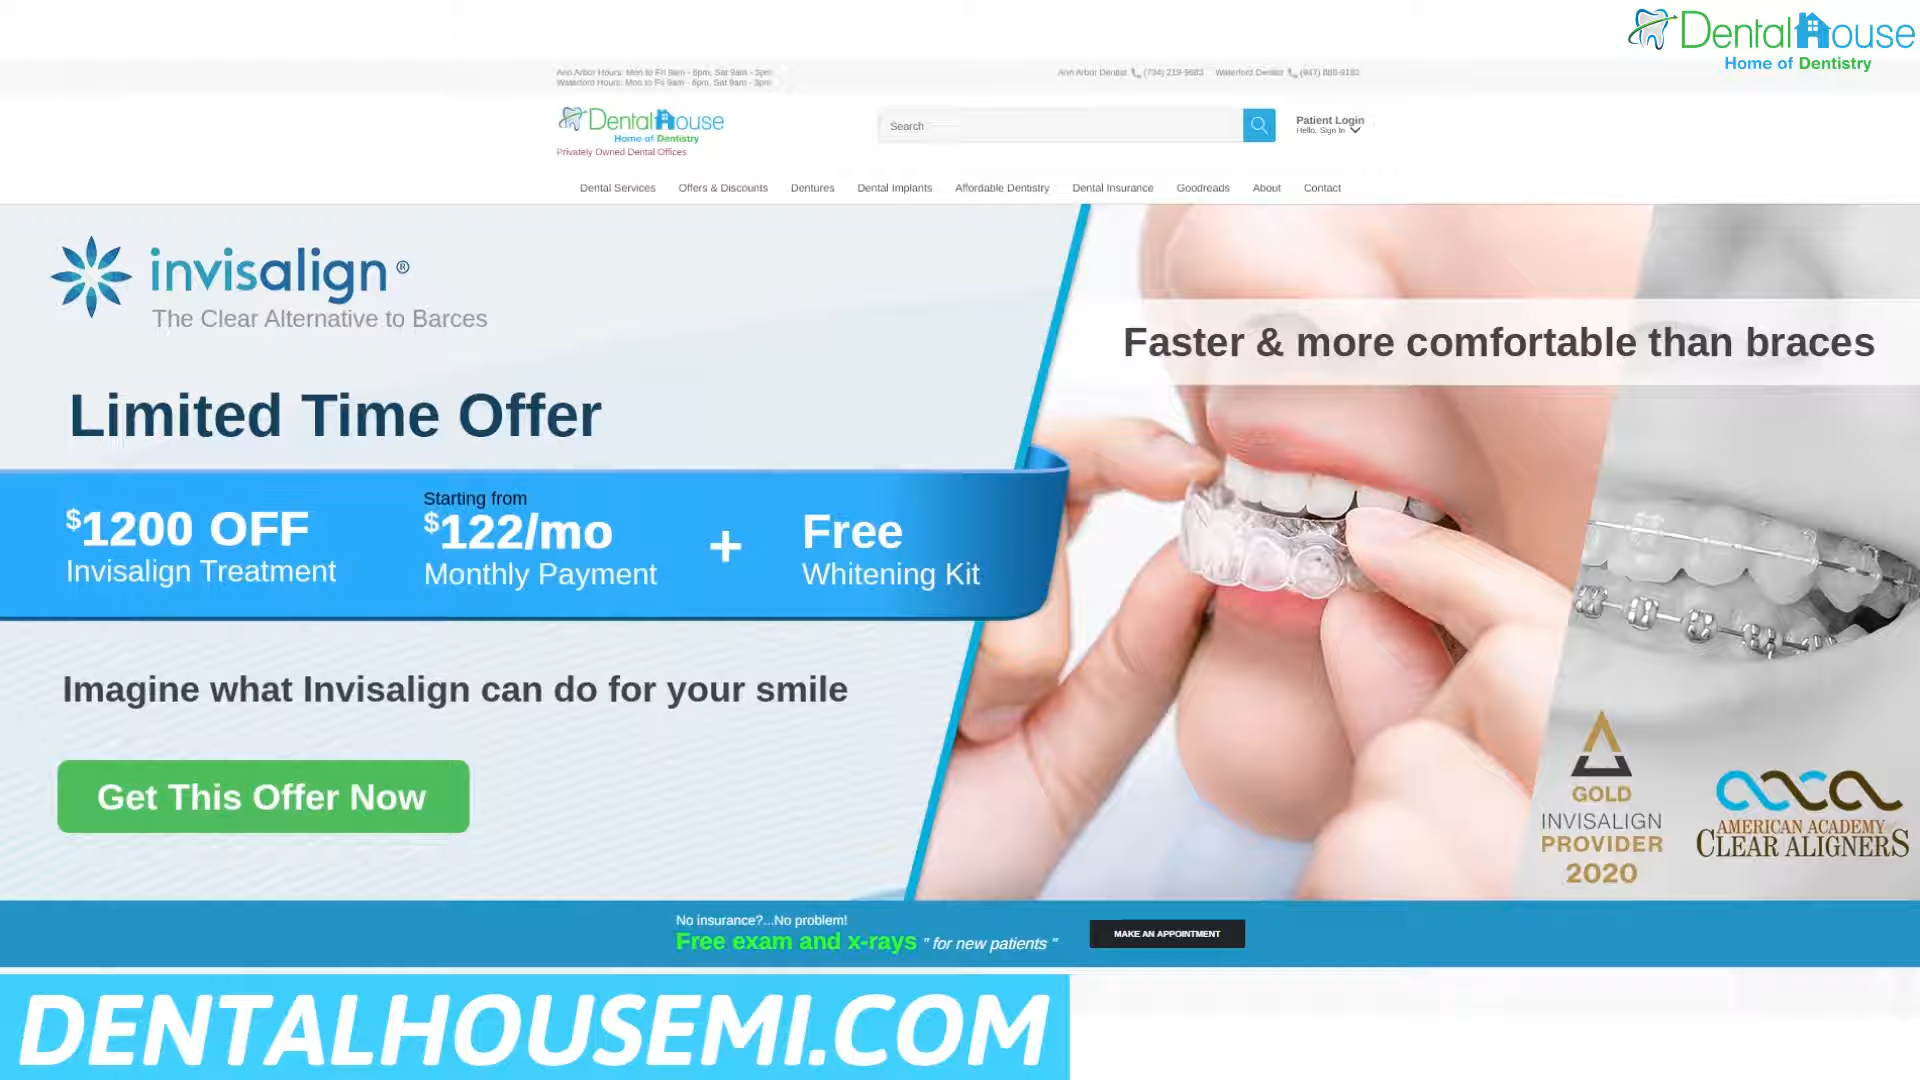 DentalHouse
Home of Dentistry
Ann Arbor Hours: Mon to Fri 9am - 6pm, Sat 9am - 3pm
Waterford Hours: Mon to Fri 9am - 6pm, Sat 9am - 3pm
Ann Arbor Dentist
Waterford Dentist
DentalHouse
Home of Dentistry
Privately Owned Dental Offices
Search
Patient Login
Hello, Sign In
Dental Services Offers & Discounts Dentures Dental Implants Affordable Dentistry Dental Insurance Goodreads About Contact
invisalign ®
The Clear Alternative to Barces
Limited Time Offer
$1200 OFF
Invisalign Treatment
Starting from
$122/mo
Monthly Payment
+
Free
Whitening Kit
Imagine what Invisalign can do for your smile
Get This Offer Now
Faster & more comfortable than braces
GOLD
INVISALIGN
PROVIDER
2020
AMERICAN ACADEMY
CLEAR ALIGNERS
No insurance?...No problem!
Free exam and x-rays " for new patients "
MAKE AN APPOINTMENT
DENTALHOUSEMI.COM